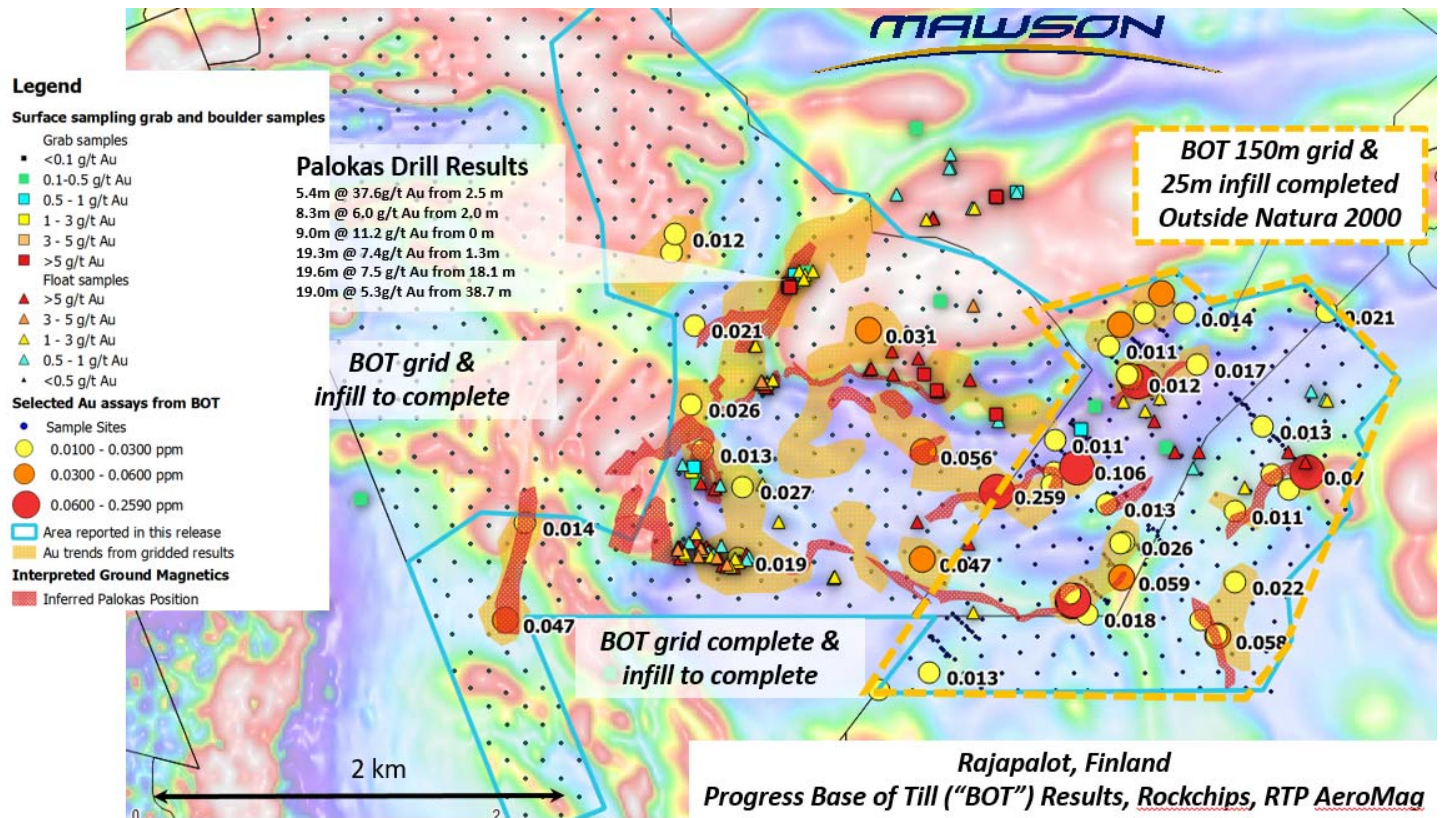 MAWSON
Legend
Surface sampling grab and boulder samples
Grab samples
<0.1 g/t Au
0.1-0.5 g/t Au
0.5 - 1 g/t Au
1 - 3 g/t Au
3 - 5 g/t Au
>5 g/t Au
Float samples
>5 g/t Au
3 - 5 g/t Au
1 - 3 g/t Au
0.5 - 1 g/t Au
<0.5 g/t Au
Selected Au assays from BOT
Sample Sites
0.0100 - 0.0300 ppm
0.0300 - 0.0600 ppm
0.0600 - 0.2590 ppm
Area reported in this release
Au trends from gridded results
Interpreted Ground Magnetics
Inferred Palokas Position
Palokas Drill Results
5.4m @ 37.6g/t Au from 2.5 m
8.3m @ 6.0 g/t Au from 2.0 m
9.0m @ 11.2 g/t Au from 0 m
19.3m @ 7.4g/t Au from 1.3m
19.6m @ 7.5 g/t Au from 18.1 m
19.0m @ 5.3g/t Au from 38.7 m
BOT 150m grid &
25m infill completed
Outside Natura 2000
BOT grid &
infill to complete
BOT grid complete &
infill to complete
0.012
0.021
0.031
0.014
0.021
0.011
0.017
0.012
0.026
0.013
0.056
0.011
0.013
0.106
0.07
0.027
0.259
0.013
0.011
0.014
0.026
0.019
0.047
0.059
0.022
0.018
0.047
0.058
0.013
2 km
0
2
Rajapalot, Finland
Progress Base of Till (“BOT”) Results, Rockchips, RTP AeroMag